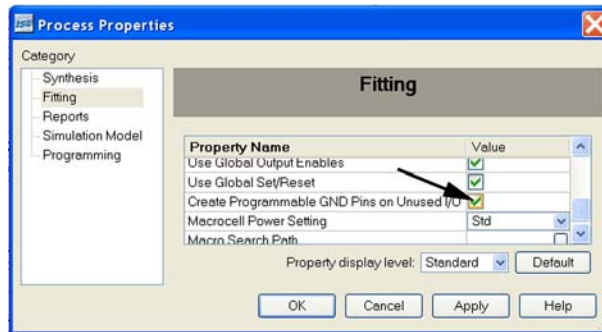 ISE Process Properties
Category
Synthesis
Fitting
Reports
Simulation Model
Programming
Fitting
Property Name Value
Use Global Output Enables
Use Global Set/Reset
Create Programmable GND Pins on Unused I/O
Macrocell Power Setting Std
Macro Search Path
Property display level: Standard Default
OK Cancel Apply Help